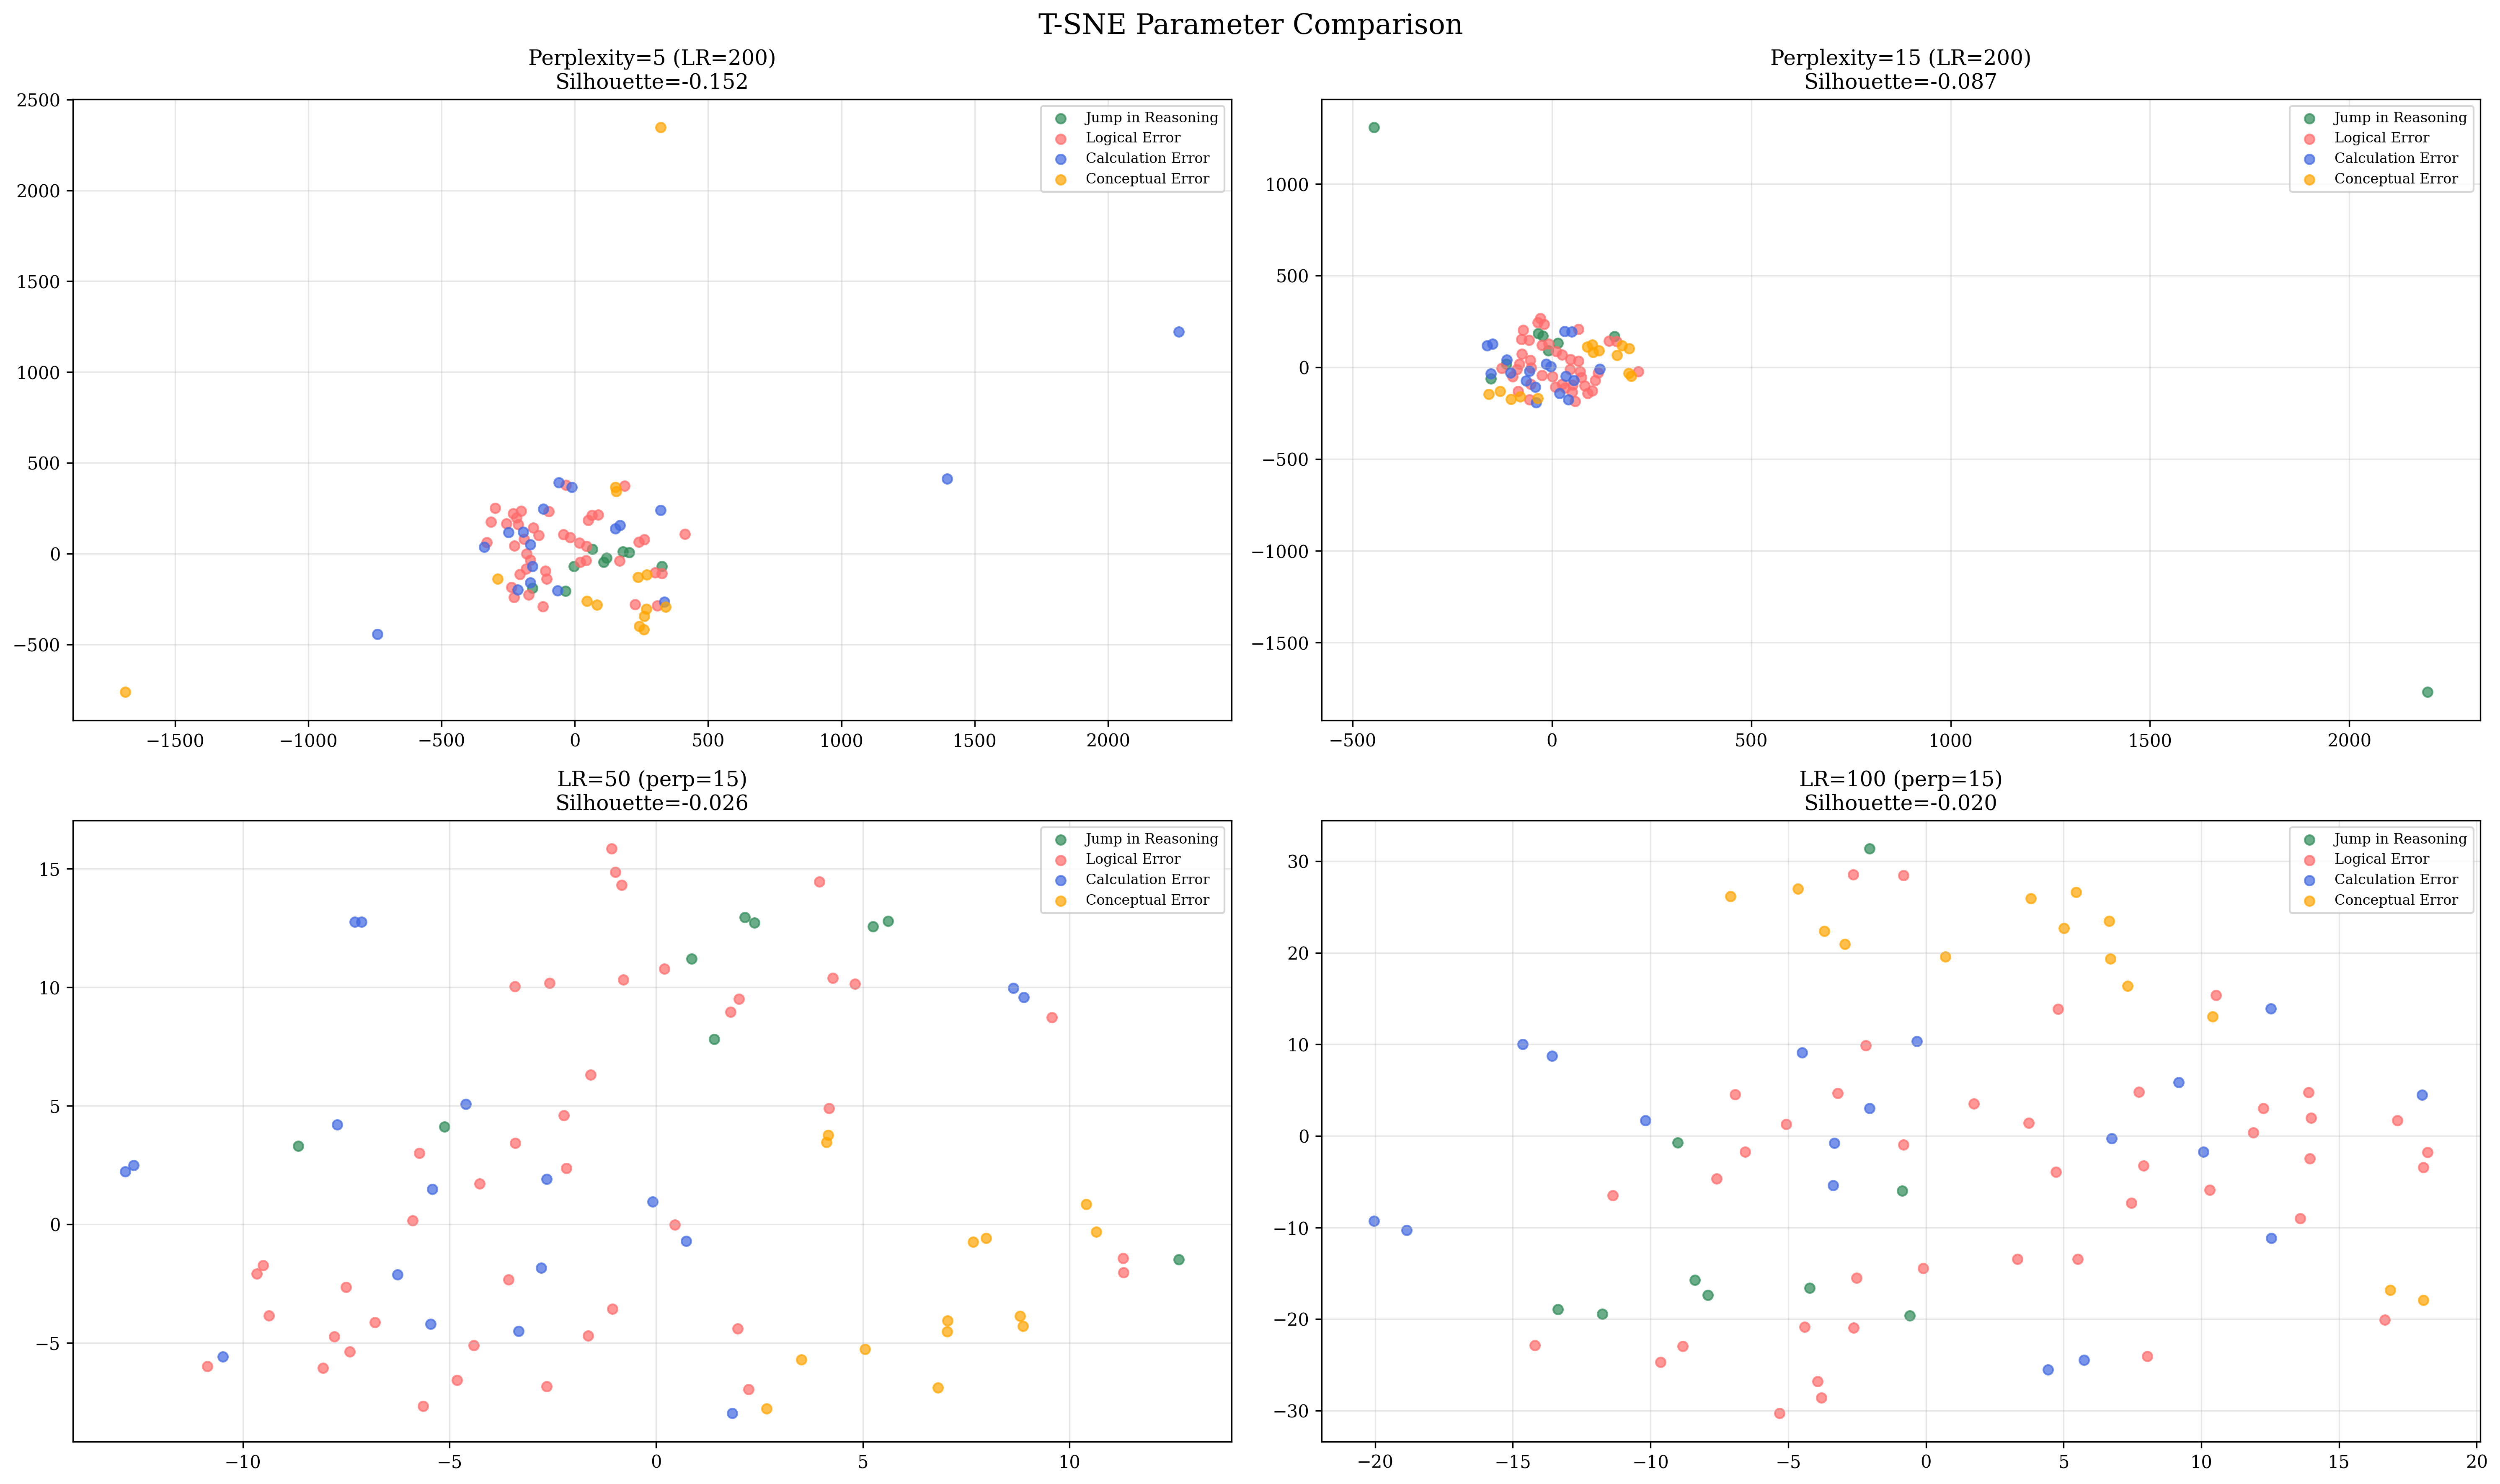 T-SNE Parameter Comparison
Perplexity=5 (LR=200)
Silhouette=-0.152
2500
2000
1500
1000
500
0
−500
−1500
−1000
−500
0
500
1000
1500
2000
Jump in Reasoning
Logical Error
Calculation Error
Conceptual Error
Perplexity=15 (LR=200)
Silhouette=-0.087
1000
500
0
−500
−1000
−1500
−500
0
500
1000
1500
2000
Jump in Reasoning
Logical Error
Calculation Error
Conceptual Error
LR=50 (perp=15)
Silhouette=-0.026
15
10
5
0
−5
−10
−5
0
5
10
Jump in Reasoning
Logical Error
Calculation Error
Conceptual Error
LR=100 (perp=15)
Silhouette=-0.020
30
20
10
0
−10
−20
−30
−20
−15
−10
−5
0
5
10
15
20
Jump in Reasoning
Logical Error
Calculation Error
Conceptual Error